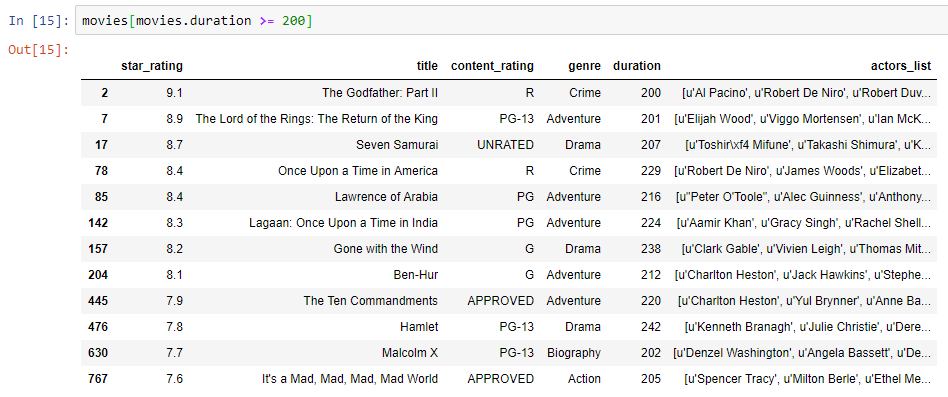 In [15]: movies[movies.duration >= 200]
Out[15]:
star_rating title content_rating genre duration actors_list
2 9.1 The Godfather: Part II R Crime 200 [u'Al Pacino', u'Robert De Niro', u'Robert Duv...
7 8.9 The Lord of the Rings: The Return of the King PG-13 Adventure 201 [u'Elijah Wood', u'Viggo Mortensen', u'Ian McK...
17 8.7 Seven Samurai UNRATED Drama 207 [u'Toshir\xf4 Mifune', u'Takashi Shimura', u'K...
78 8.4 Once Upon a Time in America R Crime 229 [u'Robert De Niro', u'James Woods', u'Elizabet...
85 8.4 Lawrence of Arabia PG Adventure 216 [u"Peter O'Toole", u'Alec Guinness', u'Anthony...
142 8.3 Lagaan: Once Upon a Time in India PG Adventure 224 [u'Aamir Khan', u'Gracy Singh', u'Rachel Shell...
157 8.2 Gone with the Wind G Drama 238 [u'Clark Gable', u'Vivien Leigh', u'Thomas Mit...
204 8.1 Ben-Hur G Adventure 212 [u'Charlton Heston', u'Jack Hawkins', u'Stephe...
445 7.9 The Ten Commandments APPROVED Adventure 220 [u'Charlton Heston', u'Yul Brynner', u'Anne Ba...
476 7.8 Hamlet PG-13 Drama 242 [u'Kenneth Branagh', u'Julie Christie', u'Dere...
630 7.7 Malcolm X PG-13 Biography 202 [u'Denzel Washington', u'Angela Bassett', u'De...
767 7.6 It's a Mad, Mad, Mad, Mad World APPROVED Action 205 [u'Spencer Tracy', u'Milton Berle', u'Ethel Me...